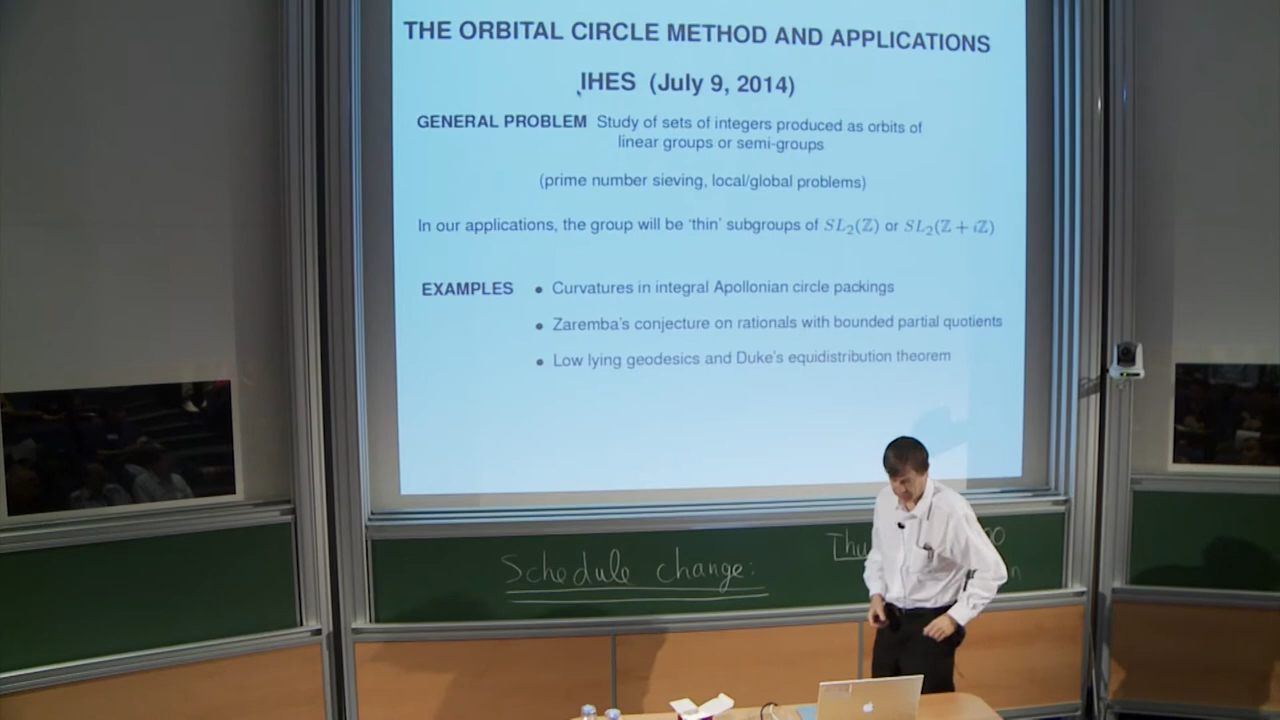 THE ORBITAL CIRCLE METHOD AND APPLICATIONS
IHES (July 9, 2014)
GENERAL PROBLEM Study of sets of integers produced as orbits of
linear groups or semi-groups
(prime number sieving, local/global problems)
In our applications, the group will be 'thin' subgroups of SL₂(ℤ) or SL₂(ℤ + iℤ)
EXAMPLES • Curvatures in integral Apollonian circle packings
• Zaremba's conjecture on rationals with bounded partial quotients
• Low lying geodesics and Duke's equidistribution theorem
Schedule change: